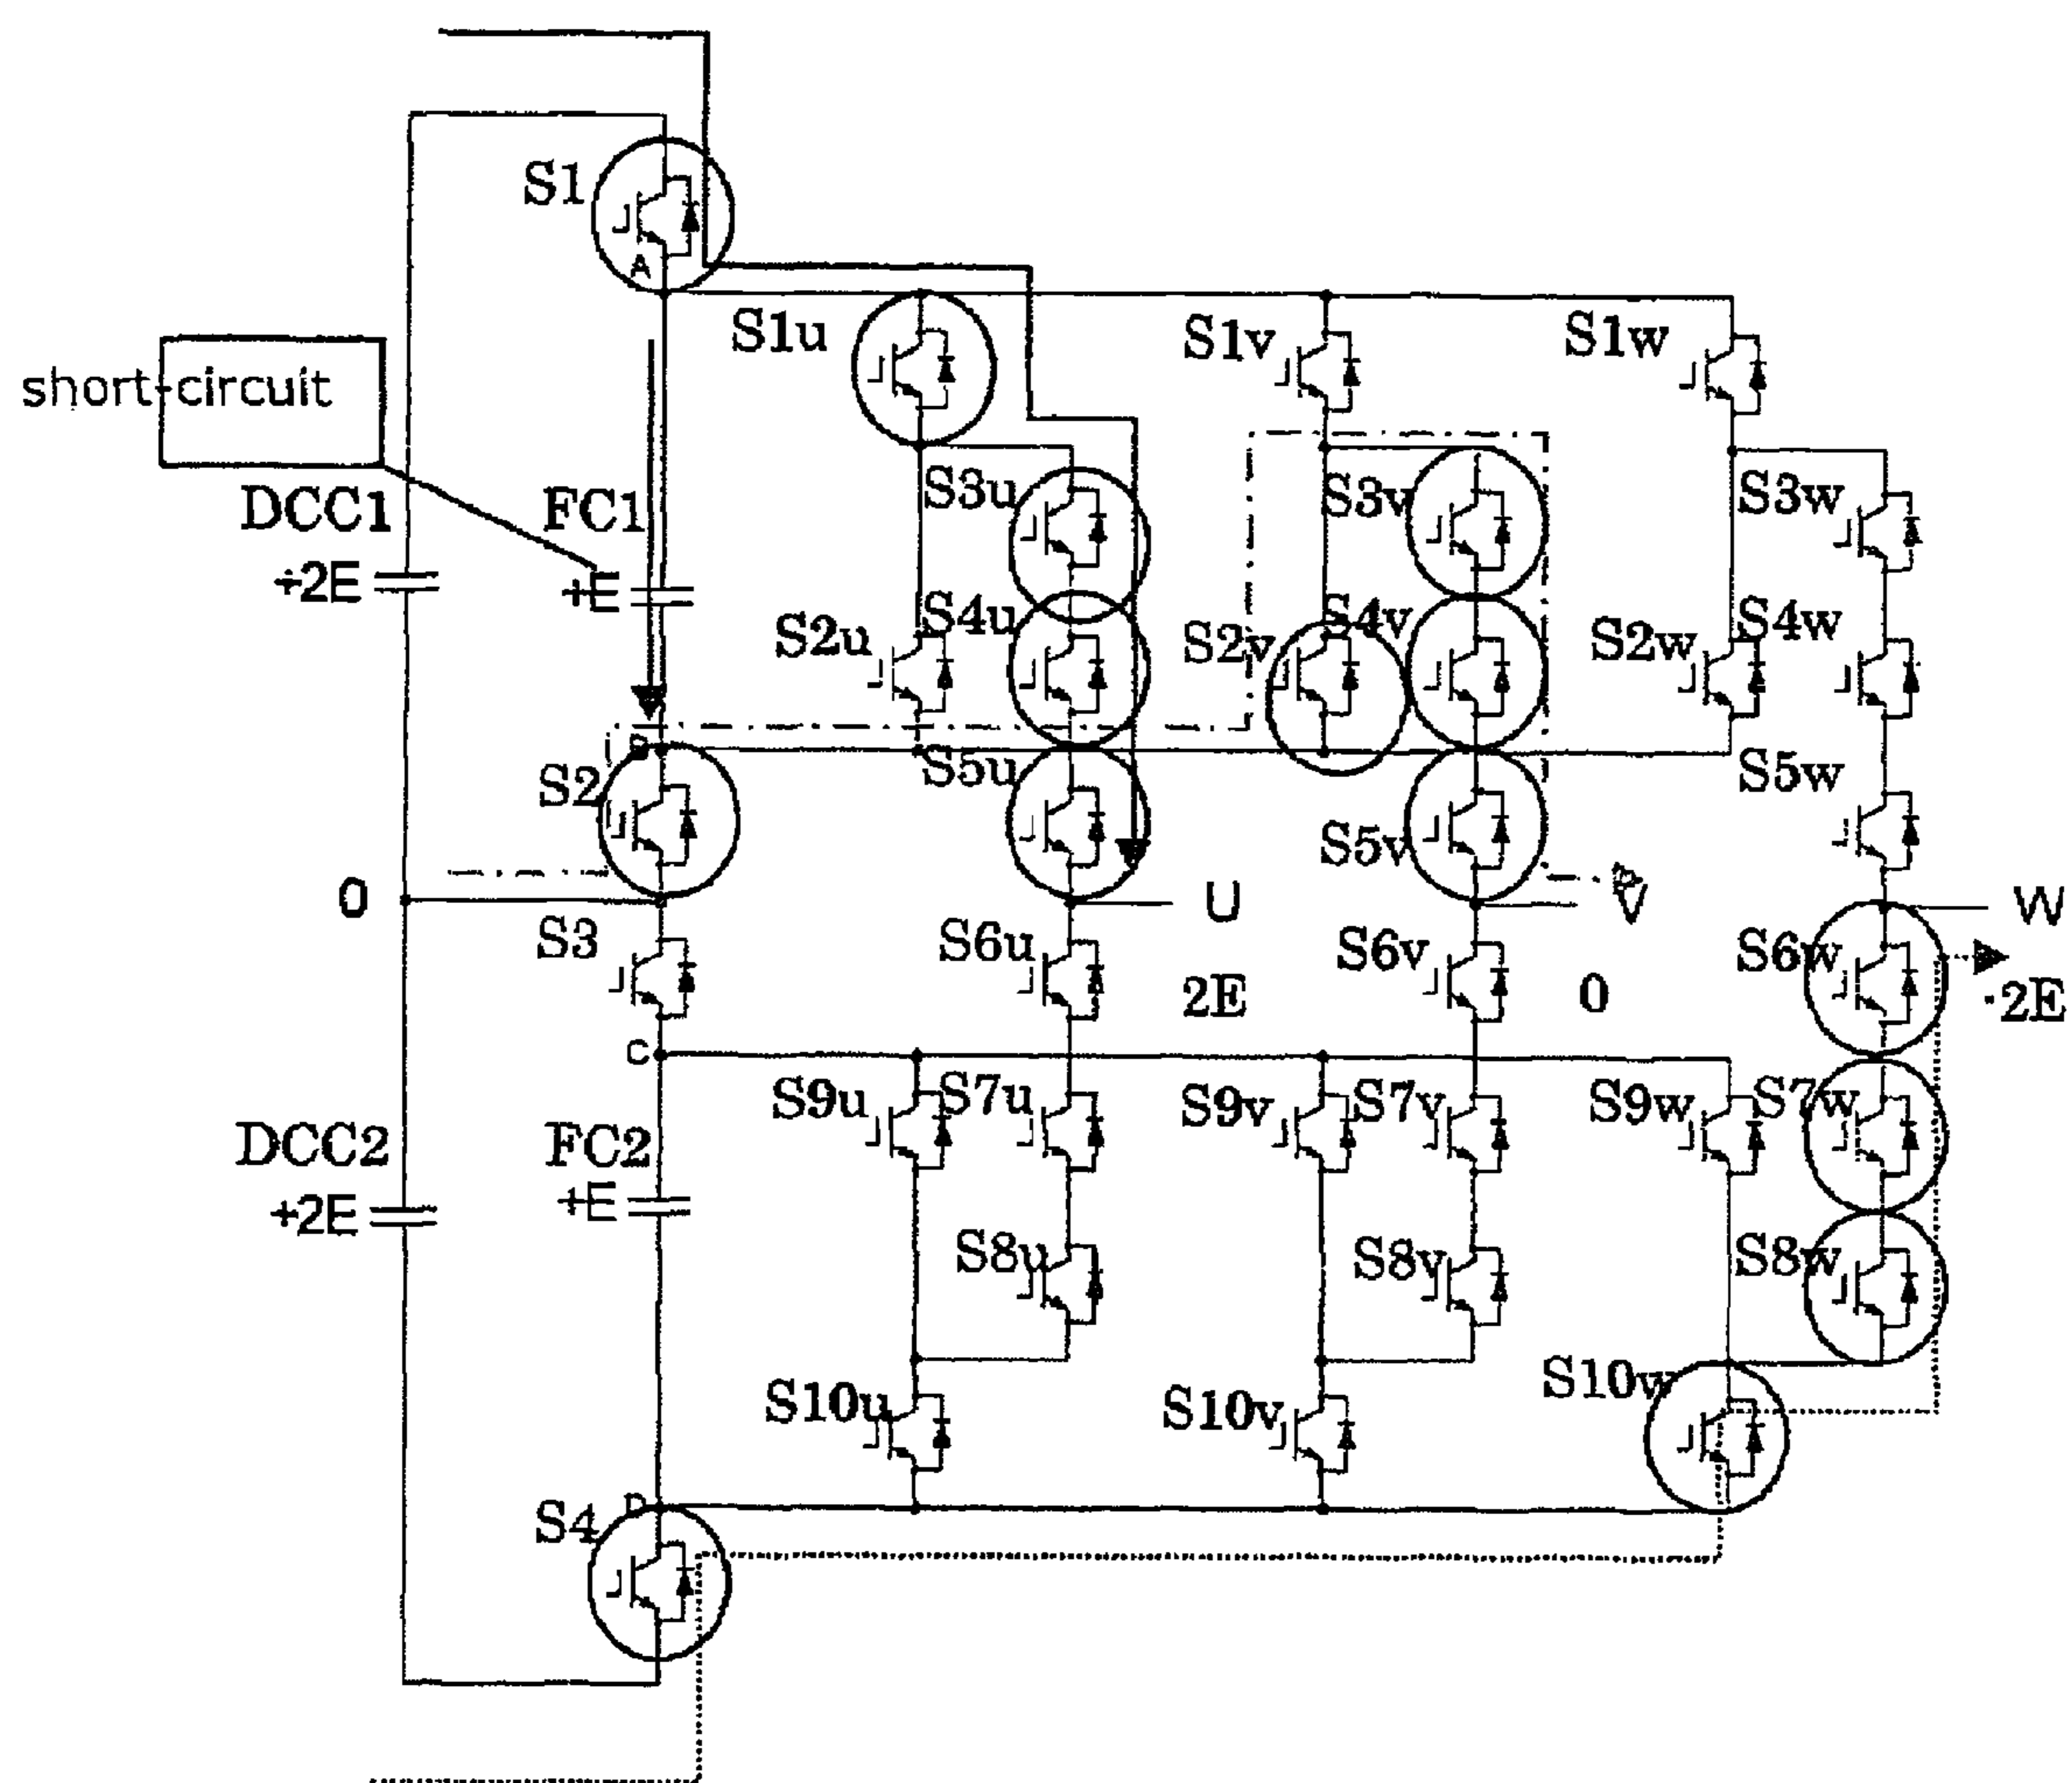 S1
A
S1u
S1v
S1w
short-circuit
DCC1
+2E
FC1
+E
S3u
S3v
S3w
S2u
S4u
S2v
S4v
S2w
S4w
B
S2
S5u
S5v
S5w
0
U
V
W
S3
S6u
S6v
S6w
2E
0
-2E
C
S9u
S7u
S9v
S7v
S9w
S7w
DCC2
+2E
FC2
+E
S8u
S8v
S8w
S10u
S10v
S10w
D
S4